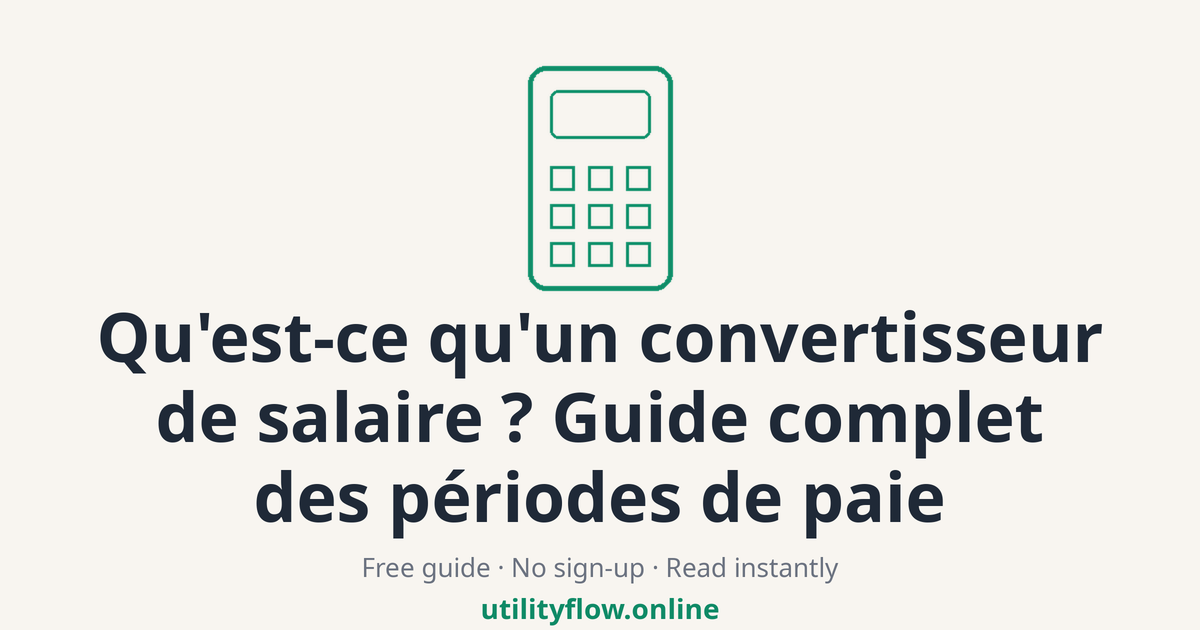 Qu'est-ce qu'un convertisseur
de salaire ? Guide complet
des périodes de paie
Free guide · No sign-up · Read instantly
utilityflow.online